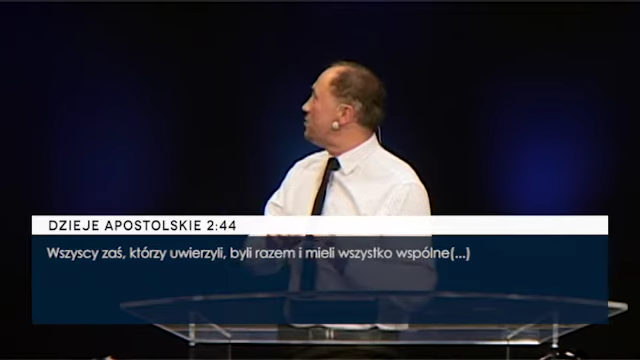 DZIEJE APOSTOLSKIE 2:44
Wszyscy zaś, którzy uwierzyli, byli razem i mieli wszystko wspólne(...)